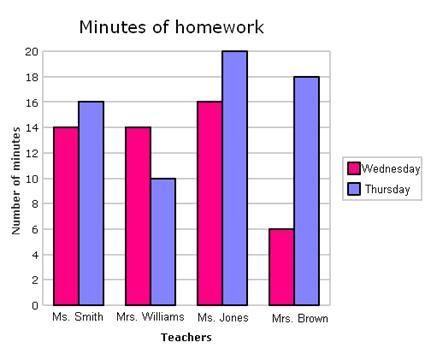 Minutes of homework
Number of minutes
20
18
16
14
12
10
8
6
4
2
0
Ms. Smith Mrs. Williams Ms. Jones Mrs. Brown
Teachers
Wednesday
Thursday